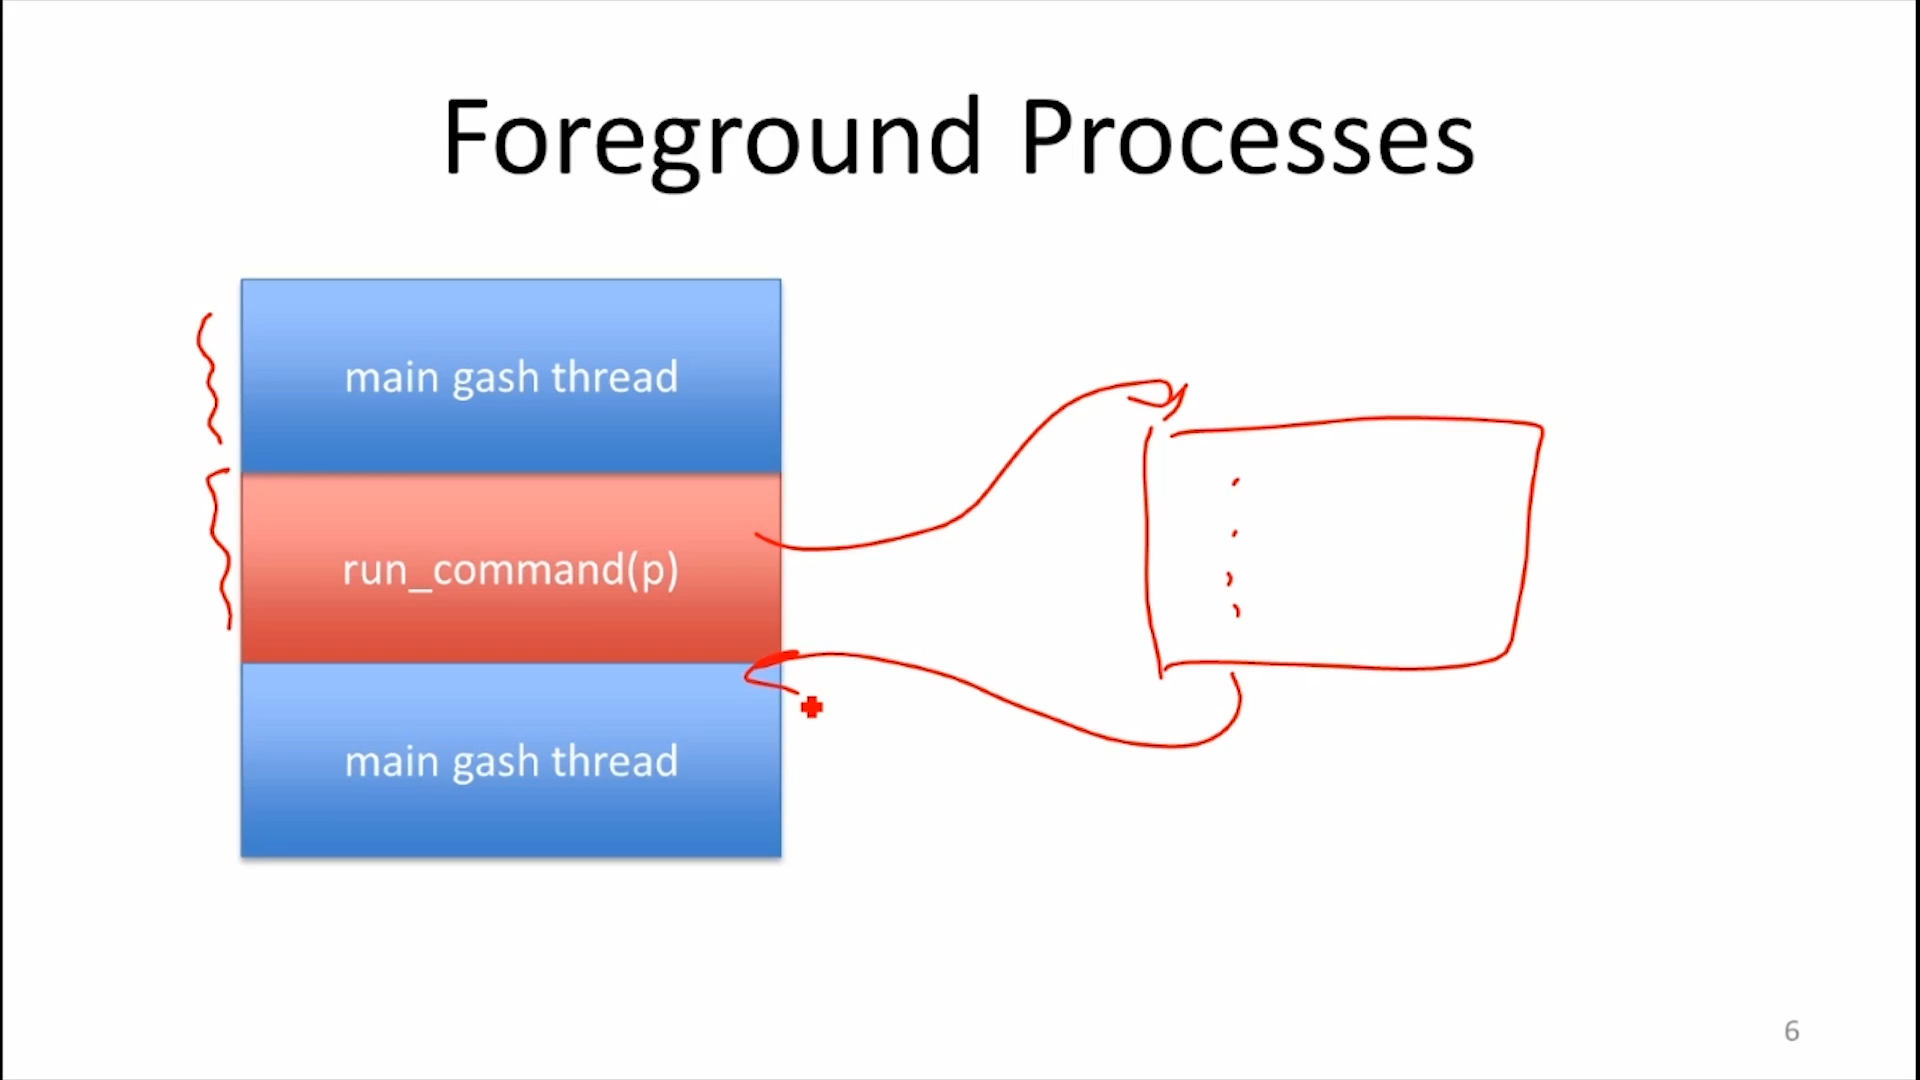 Foreground Processes
main gash thread
run_command(p)
main gash thread
6